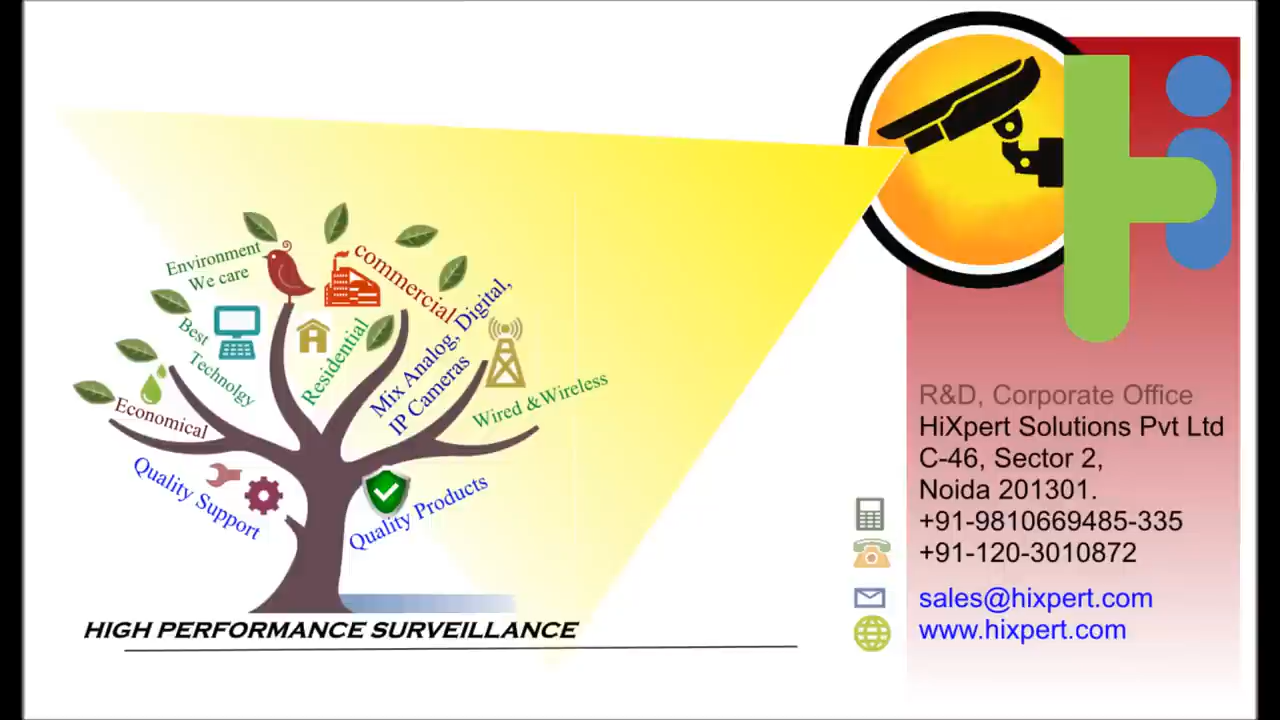 Environment
We care
commercial
Best
Technolgy
Residential
Mix Analog, Digital,
IP Cameras
Economical
Wired &Wireless
Quality Support
Quality Products
HIGH PERFORMANCE SURVEILLANCE
Hi
R&D, Corporate Office
HiXpert Solutions Pvt Ltd
C-46, Sector 2,
Noida 201301.
+91-9810669485-335
+91-120-3010872
sales@hixpert.com
www.hixpert.com